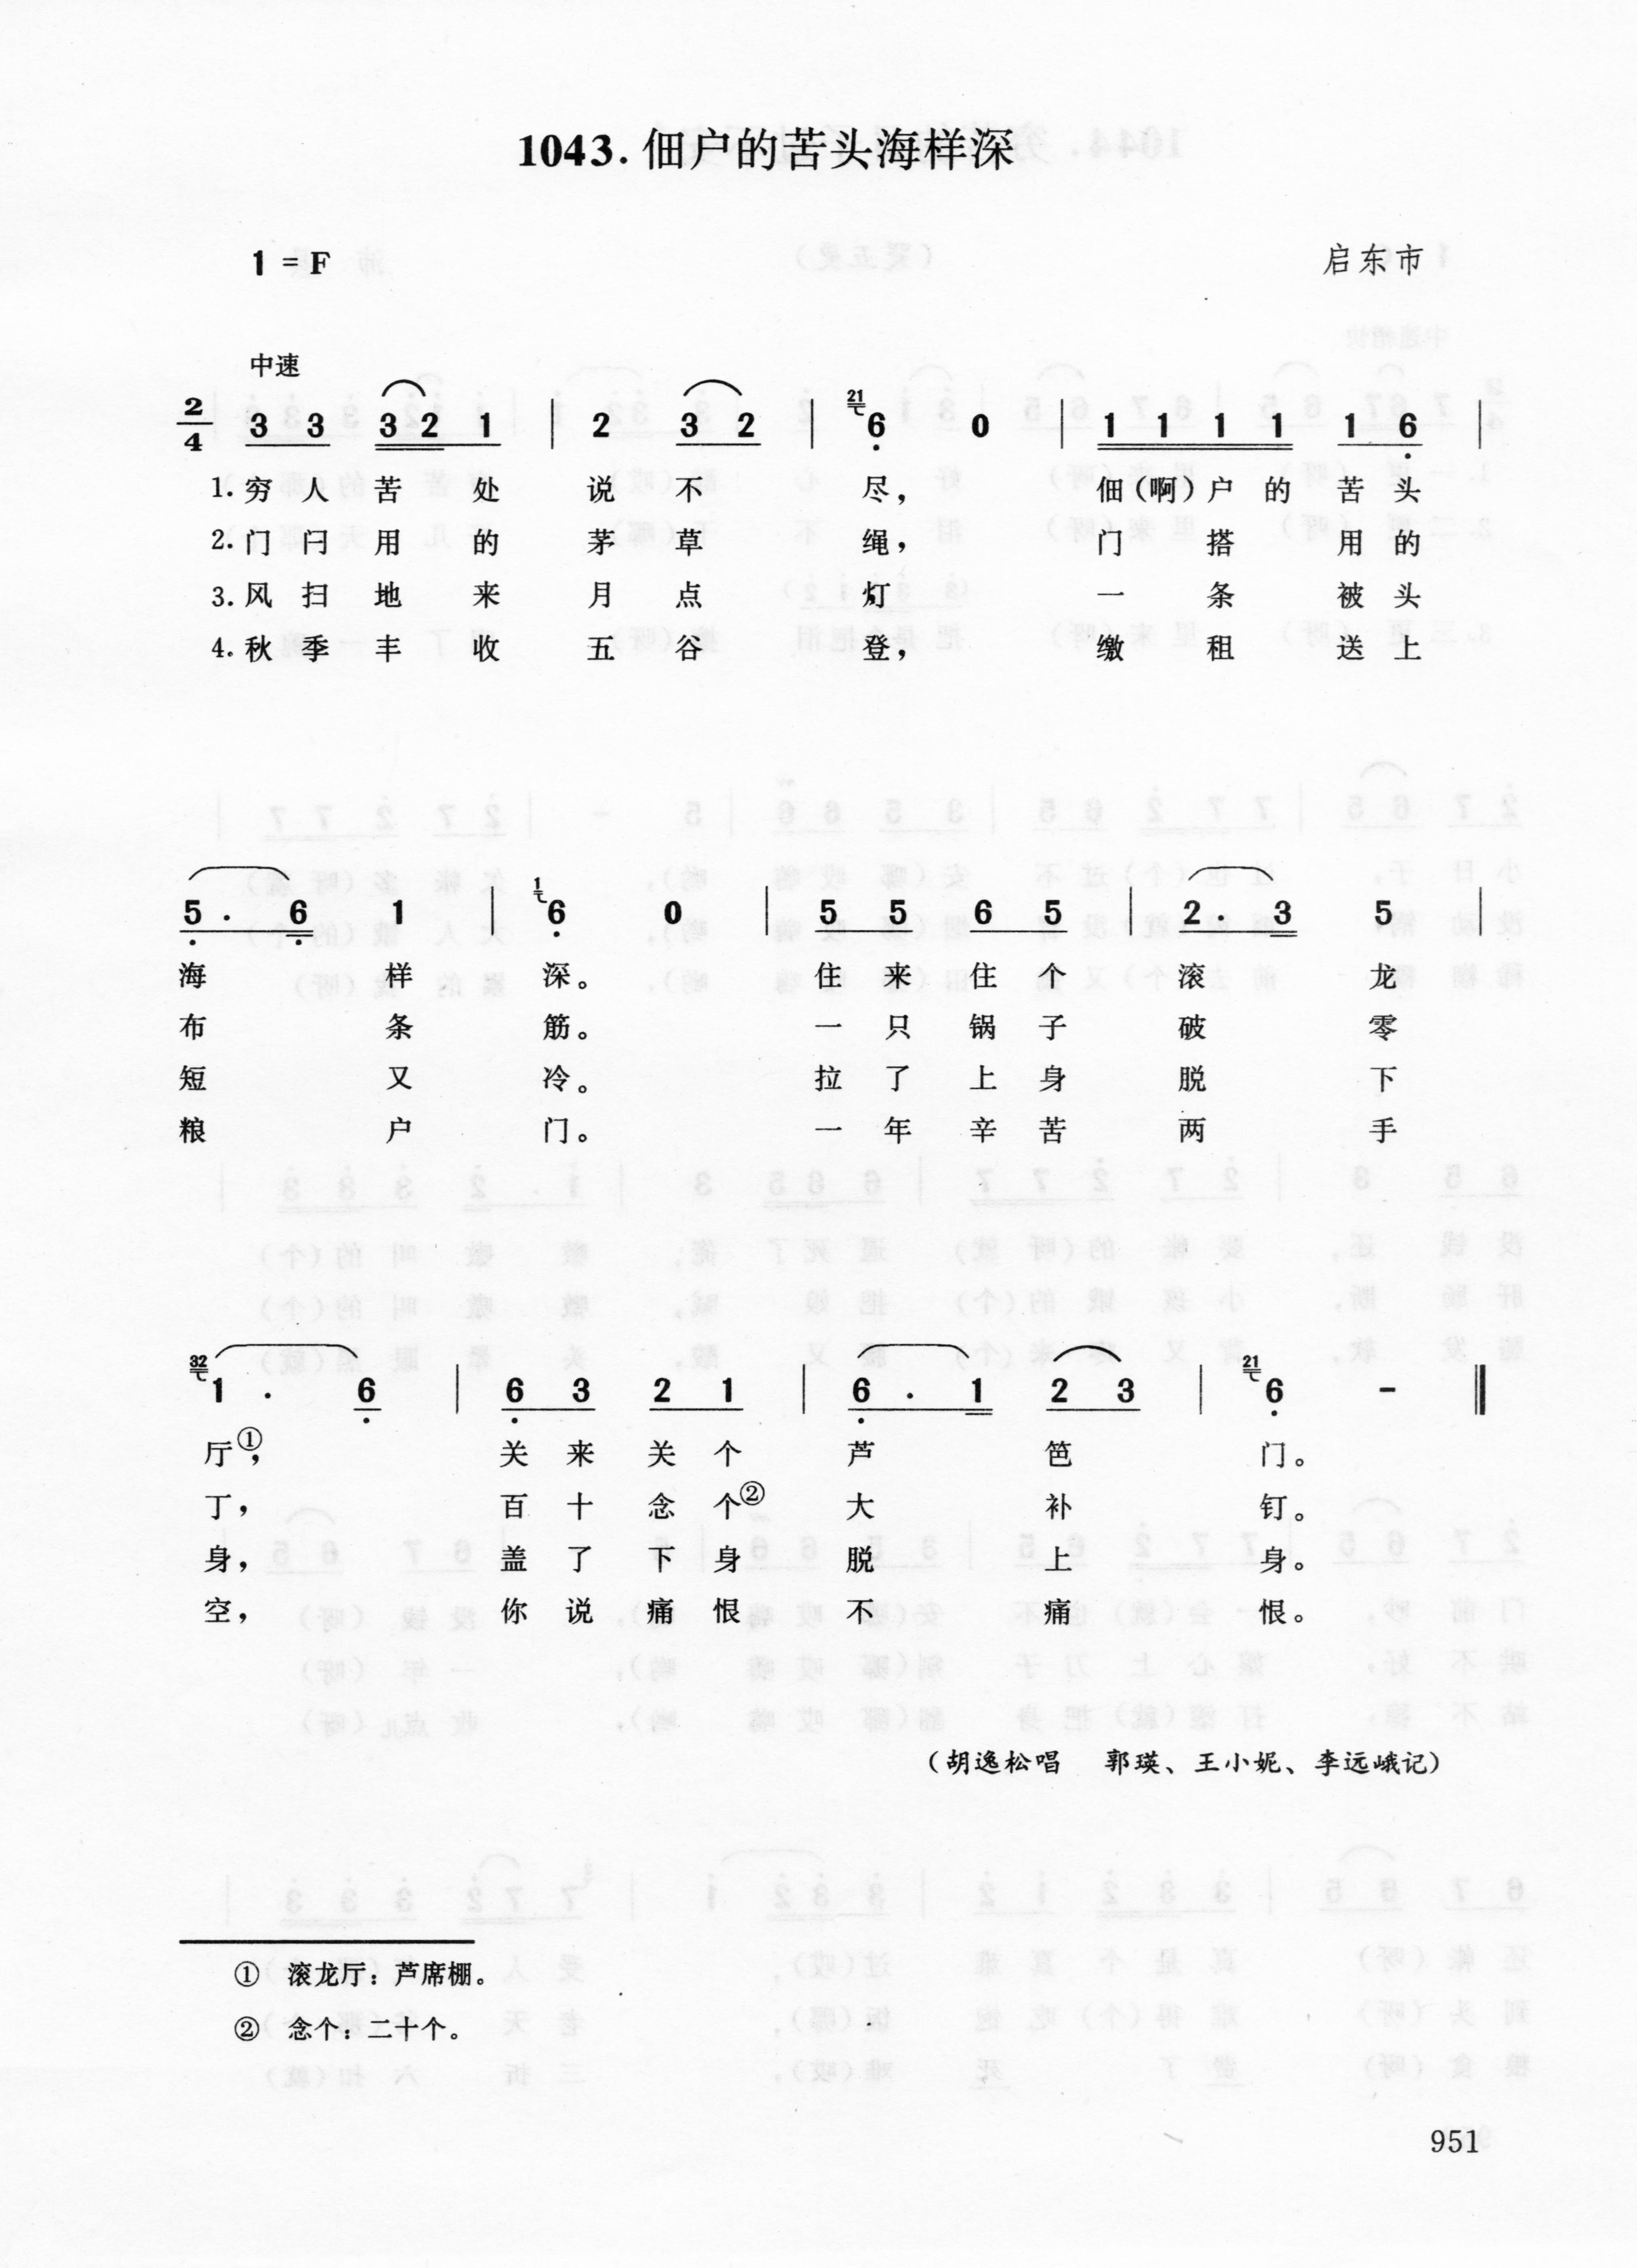 1043. 佃户的苦头海样深
1 = F 启东市
中速
2/4 3 3 3 2 1 | 2 3 2 | 21 6 0 | 1 1 1 1 1 6 |
1. 穷人苦处说不尽, 佃(啊)户的苦头
2. 门闩用的茅草绳, 门搭用的
3. 风扫地来月点灯, 一条被头
4. 秋季丰收五谷登, 缴租送上
5 . 6 1 | 1 6 0 | 5 5 6 5 | 2 . 3 5 |
海样深。 住来住个滚龙
布条筋。 一只锅子破零
短又冷。 拉了上身脱下
粮户门。 一年辛苦两手
32 1 . 6 | 6 3 2 1 | 6 . 1 2 3 | 21 6 - ‖
厅①, 关来关个芦笆门。
丁, 百十念个②大补钉。
身, 盖了下身脱上身。
空, 你说痛恨不痛恨。
(胡逸松唱 郭瑛、王小妮、李远峨记)
① 滚龙厅: 芦席棚。
② 念个: 二十个。
951